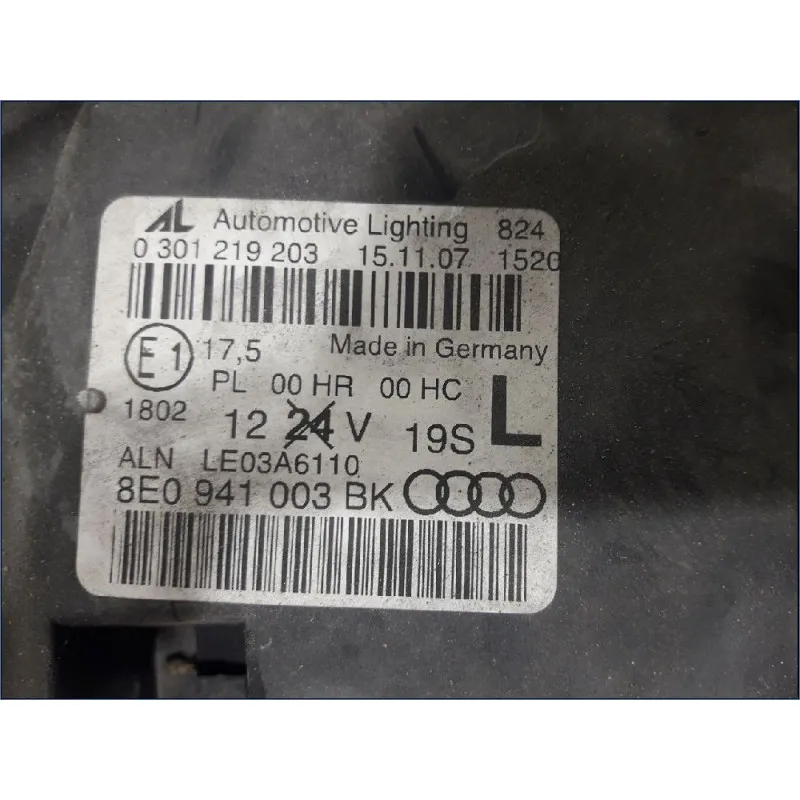 AL Automotive Lighting 824
0 301 219 203 15.11.07 1520
E1 17,5 Made in Germany
PL 00 HR 00 HC
1802 12 24 V 19S L
ALN LE03A6110
8E0 941 003 BK